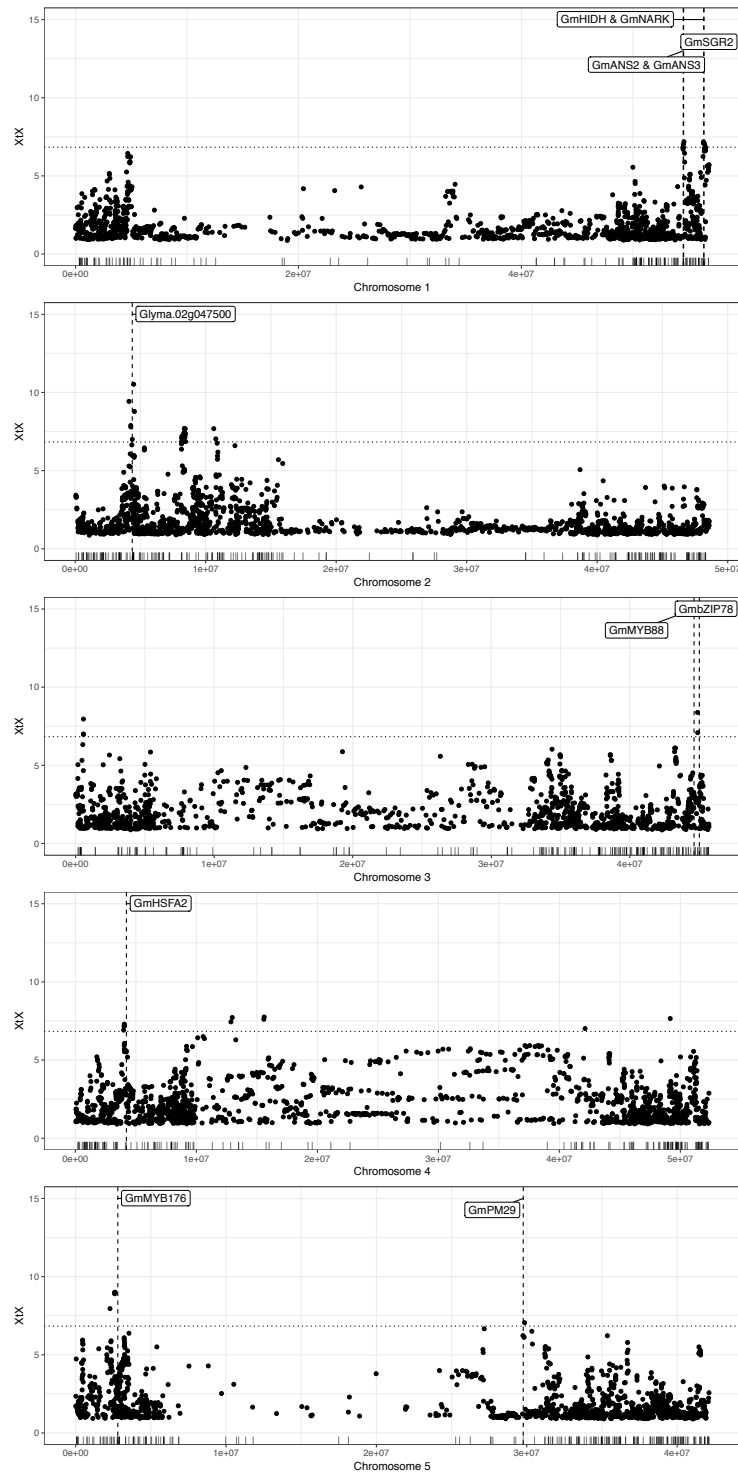 GmHIDH & GmNARK
GmSGR2
GmANS2 & GmANS3
15
10
5
0
XtX
0e+00 2e+07 4e+07
Chromosome 1
Glyma.02g047500
15
10
5
0
XtX
0e+00 1e+07 2e+07 3e+07 4e+07 5e+0
Chromosome 2
GmbZIP78
GmMYB88
15
10
5
0
XtX
0e+00 1e+07 2e+07 3e+07 4e+07
Chromosome 3
GmHSFA2
15
10
5
0
XtX
0e+00 1e+07 2e+07 3e+07 4e+07 5e+07
Chromosome 4
GmMYB176
GmPM29
15
10
5
0
XtX
0e+00 1e+07 2e+07 3e+07 4e+07
Chromosome 5